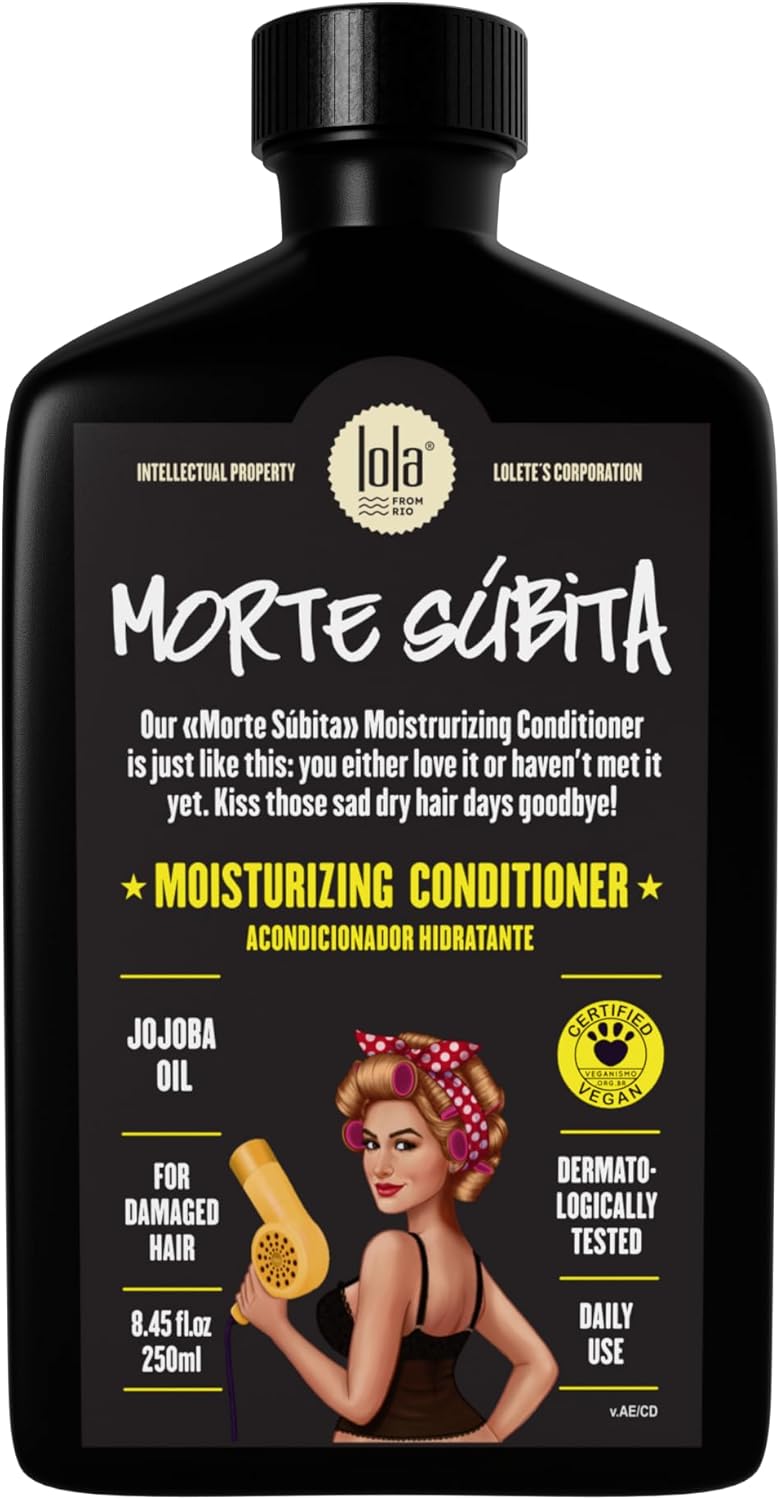 INTELLECTUAL PROPERTY
lola®
FROM
RIO
LOLETE'S CORPORATION
MORTE SÚBITA
Our «Morte Súbita» Moistrurizing Conditioner
is just like this: you either love it or haven't met it
yet. Kiss those sad dry hair days goodbye!
★ MOISTURIZING CONDITIONER ★
ACONDICIONADOR HIDRATANTE
JOJOBA
OIL
FOR
DAMAGED
HAIR
8.45 fl.oz
250ml
CERTIFIED
VEGANISMO
.ORG.BR
VEGAN
DERMATO-
LOGICALLY
TESTED
DAILY
USE
v.AE/CD